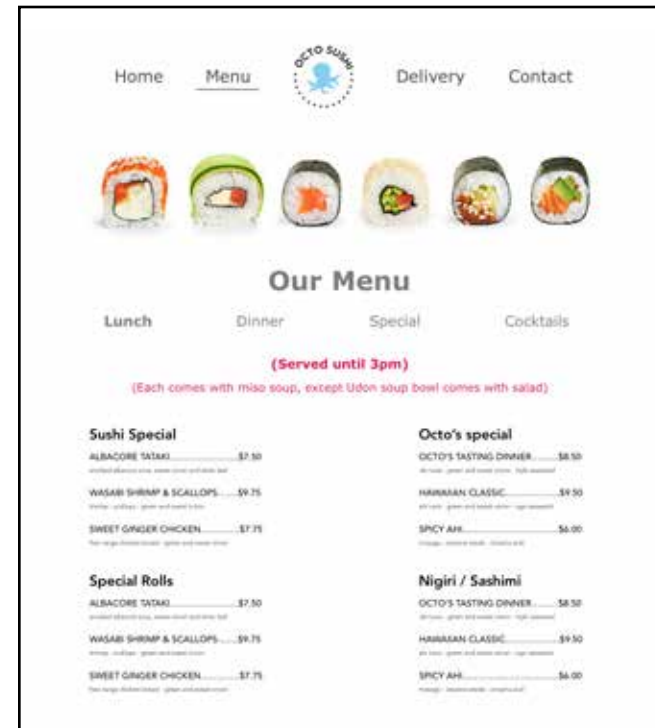 Home Menu OCTO SUSHI Delivery Contact
Our Menu
Lunch Dinner Special Cocktails
(Served until 3pm)
(Each comes with miso soup, except Udon soup bowl comes with salad)
Sushi Special
ALBACORE TATAKI $7.50
WASABI SHRIMP & SCALLOPS $9.75
SWEET GINGER CHICKEN $7.75
Octo's special
OCTO'S TASTING DINNER $8.50
HAWAIIAN CLASSIC $9.50
SPICY AHI $6.00
Special Rolls
ALBACORE TATAKI $7.50
WASABI SHRIMP & SCALLOPS $9.75
SWEET GINGER CHICKEN $7.75
Nigiri / Sashimi
OCTO'S TASTING DINNER $8.50
HAWAIIAN CLASSIC $9.50
SPICY AHI $6.00